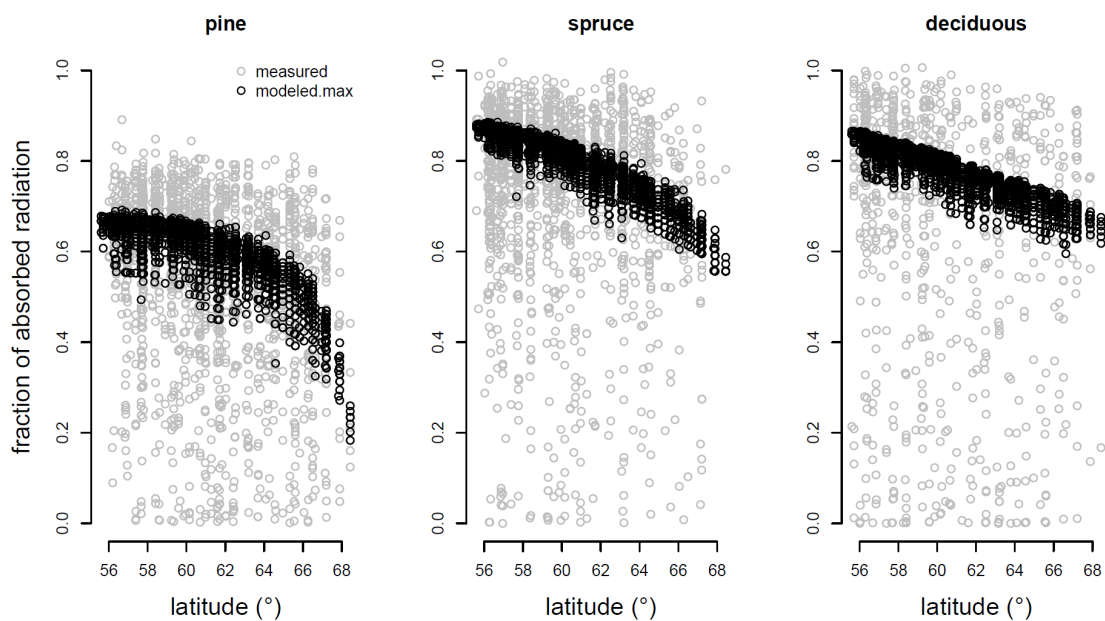 pine
spruce
deciduous
measured
modeled.max
fraction of absorbed radiation
1.0
0.8
0.6
0.4
0.2
0.0
56 58 60 62 64 66 68
latitude (°)
1.0
0.8
0.6
0.4
0.2
0.0
56 58 60 62 64 66 68
latitude (°)
1.0
0.8
0.6
0.4
0.2
0.0
56 58 60 62 64 66 68
latitude (°)